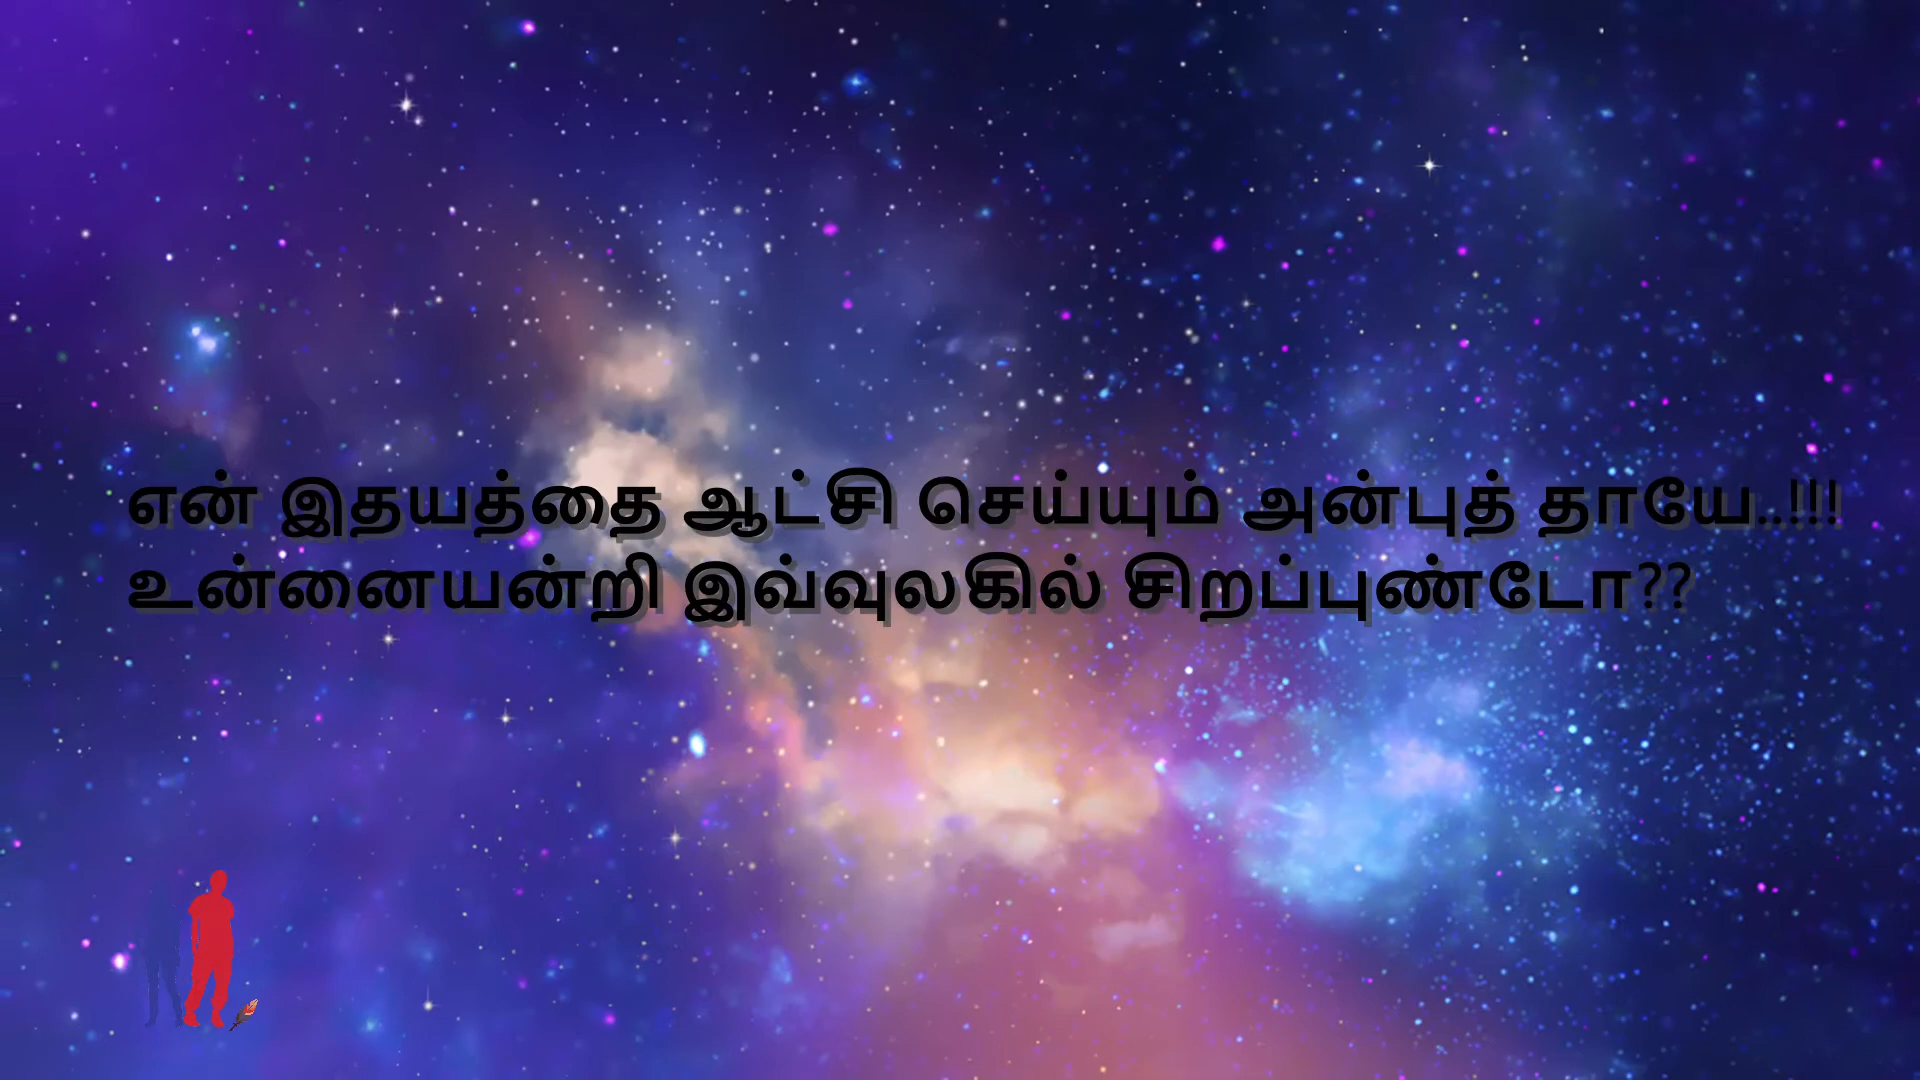 என் இதயத்தை ஆட்சி செய்யும் அன்புத் தாயே..!!!
உன்னையன்றி இவ்வுலகில் சிறப்புண்டோ??